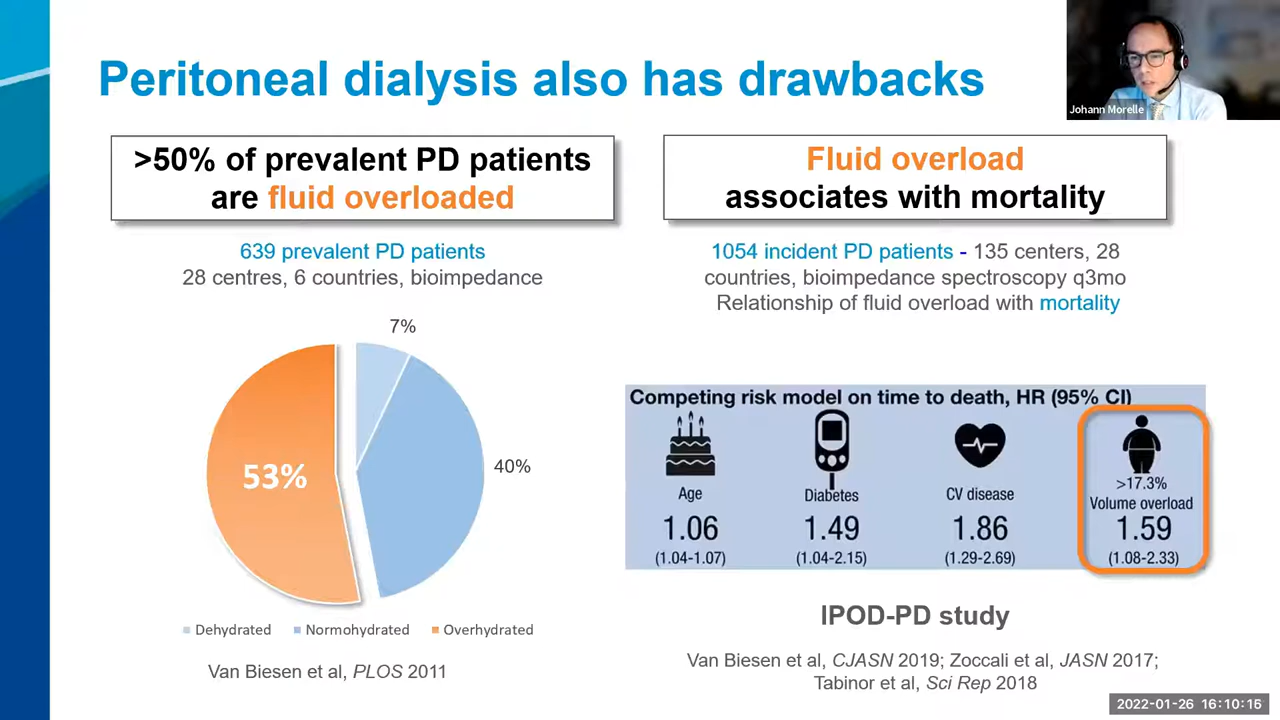 Peritoneal dialysis also has drawbacks
Johann Morelle
>50% of prevalent PD patients
are fluid overloaded
639 prevalent PD patients
28 centres, 6 countries, bioimpedance
7%
53%
40%
Dehydrated Normohydrated Overhydrated
Van Biesen et al, PLOS 2011
Fluid overload
associates with mortality
1054 incident PD patients - 135 centers, 28
countries, bioimpedance spectroscopy q3mo
Relationship of fluid overload with mortality
Competing risk model on time to death, HR (95% CI)
Age
1.06
(1.04-1.07)
Diabetes
1.49
(1.04-2.15)
CV disease
1.86
(1.29-2.69)
>17.3%
Volume overload
1.59
(1.08-2.33)
IPOD-PD study
Van Biesen et al, CJASN 2019; Zoccali et al, JASN 2017;
Tabinor et al, Sci Rep 2018
2022-01-26 16:10:15